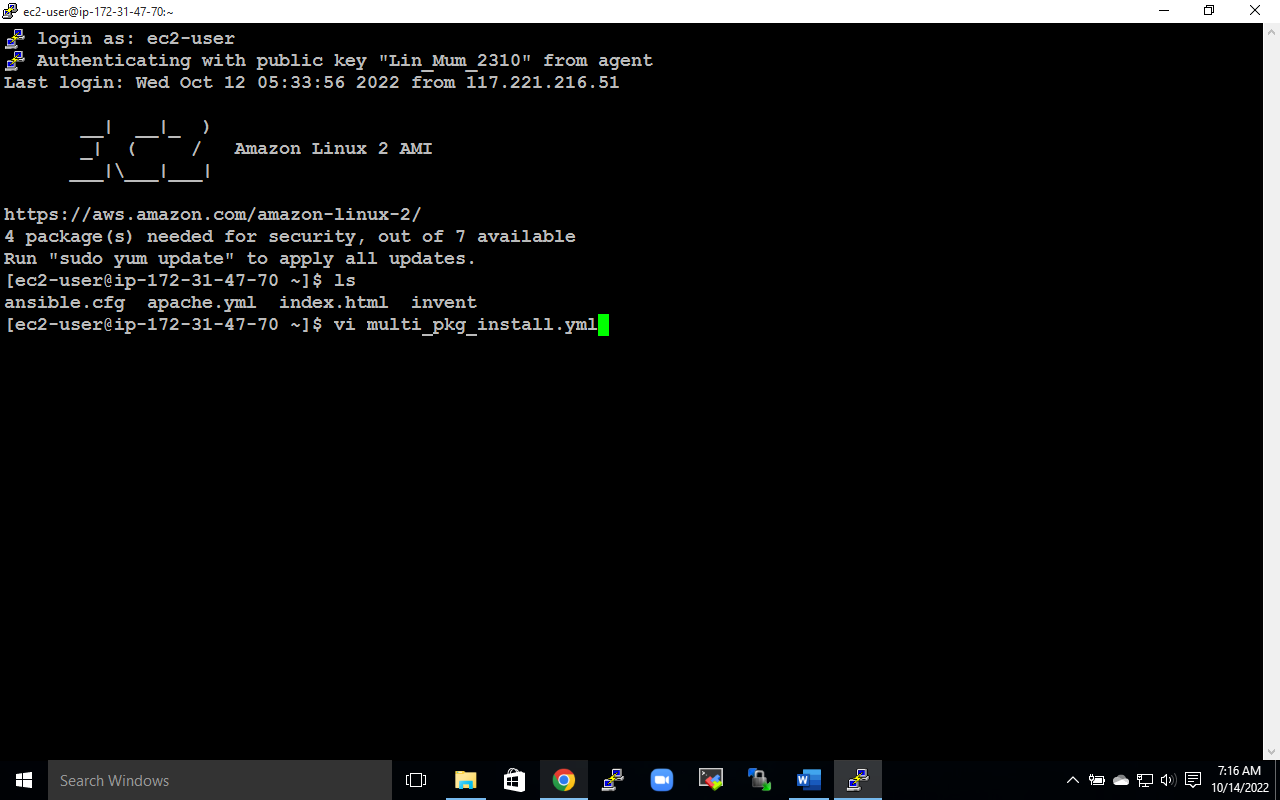 ec2-user@ip-172-31-47-70:~
login as: ec2-user
Authenticating with public key "Lin_Mum_2310" from agent
Last login: Wed Oct 12 05:33:56 2022 from 117.221.216.51
__|  __|_  )
_|  (     /   Amazon Linux 2 AMI
___|\___|___|
https://aws.amazon.com/amazon-linux-2/
4 package(s) needed for security, out of 7 available
Run "sudo yum update" to apply all updates.
[ec2-user@ip-172-31-47-70 ~]$ ls
ansible.cfg  apache.yml  index.html  invent
[ec2-user@ip-172-31-47-70 ~]$ vi multi_pkg_install.yml
Search Windows
7:16 AM
10/14/2022